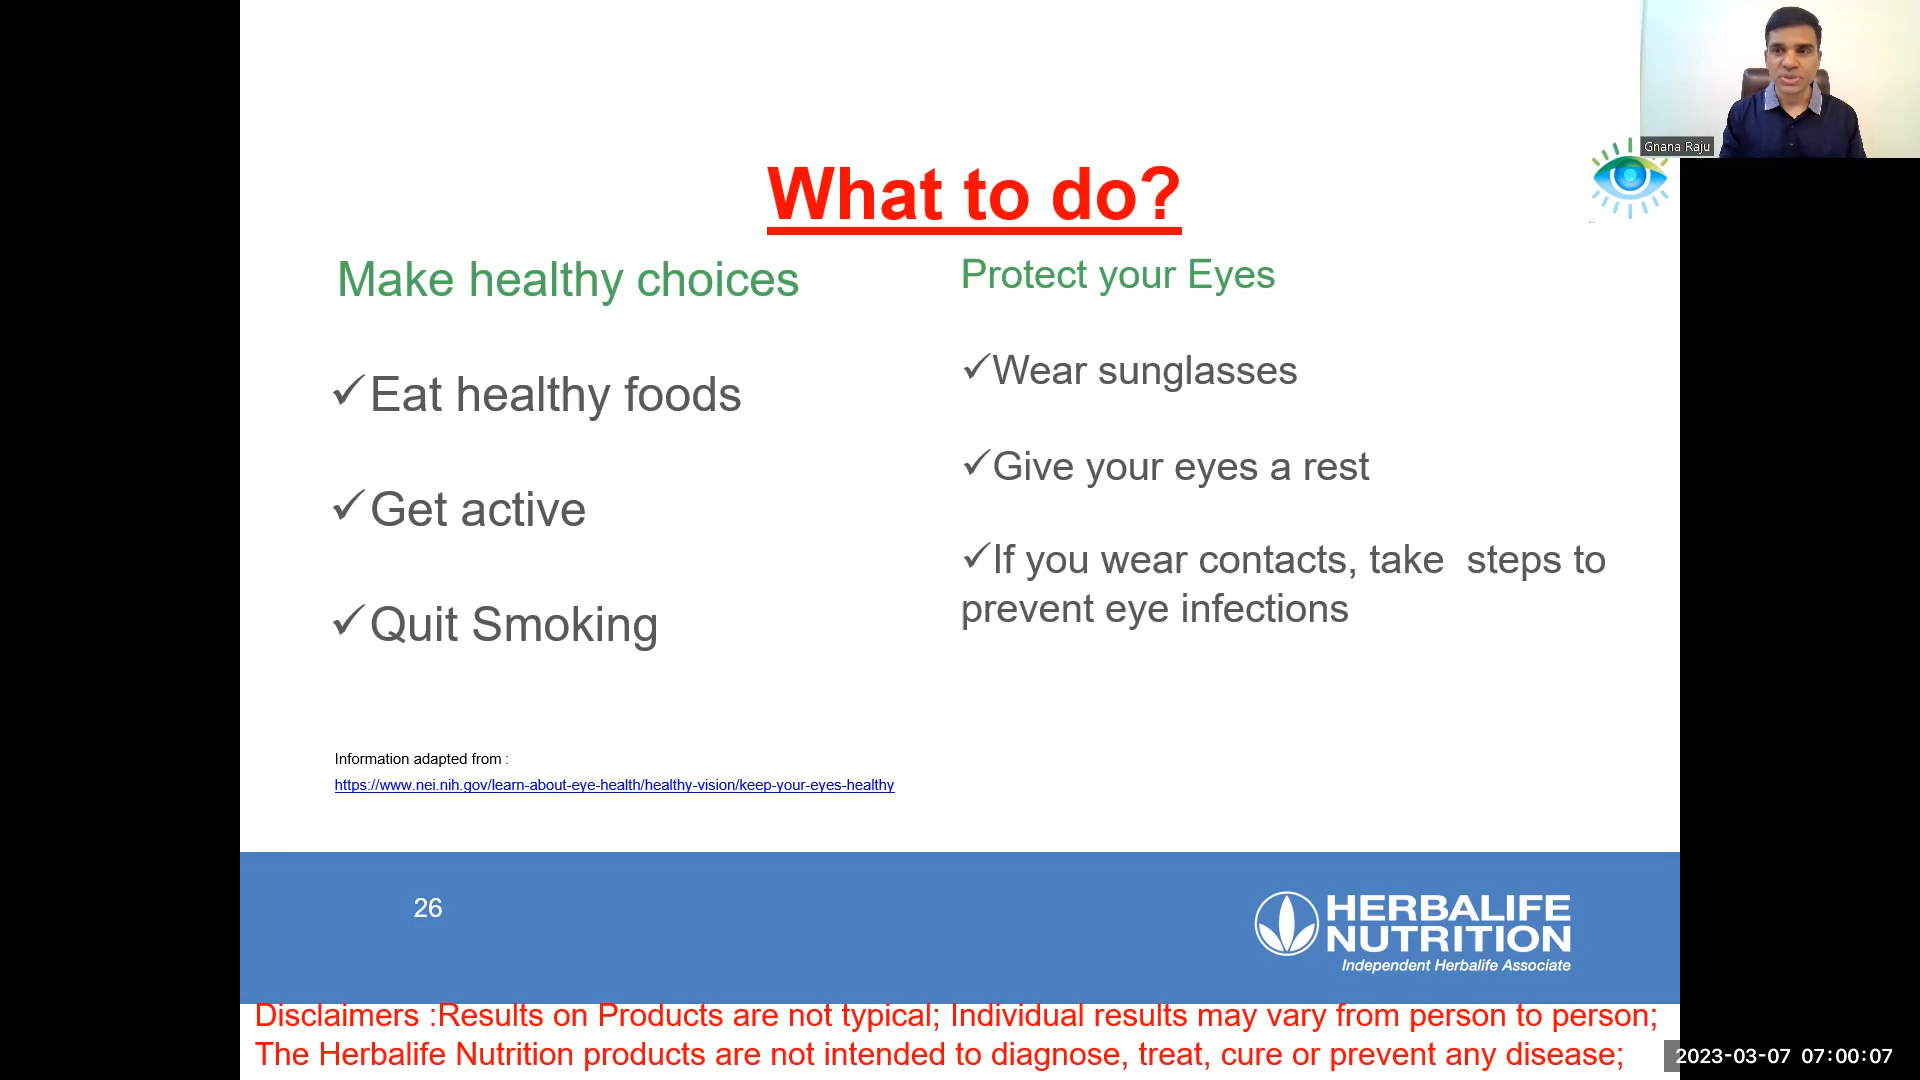 Gnana Raju
What to do?
Make healthy choices
✓Eat healthy foods
✓Get active
✓Quit Smoking
Protect your Eyes
✓Wear sunglasses
✓Give your eyes a rest
✓If you wear contacts, take  steps to
prevent eye infections
Information adapted from :
https://www.nei.nih.gov/learn-about-eye-health/healthy-vision/keep-your-eyes-healthy
26
HERBALIFE
NUTRITION
Independent Herbalife Associate
Disclaimers :Results on Products are not typical; Individual results may vary from person to person;
The Herbalife Nutrition products are not intended to diagnose, treat, cure or prevent any disease;
2023-03-07 07:00:07